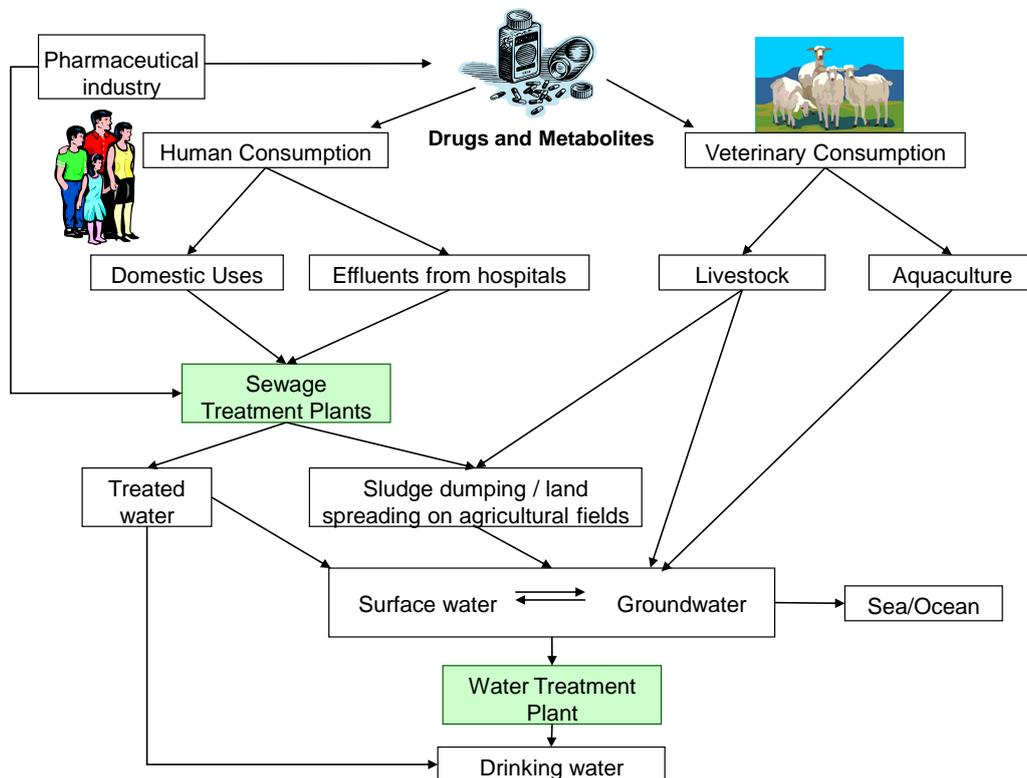 Pharmaceutical
industry
Drugs and Metabolites
Human Consumption
Veterinary Consumption
Domestic Uses
Effluents from hospitals
Livestock
Aquaculture
Sewage
Treatment Plants
Treated
water
Sludge dumping / land
spreading on agricultural fields
Surface water
Groundwater
Sea/Ocean
Water Treatment
Plant
Drinking water